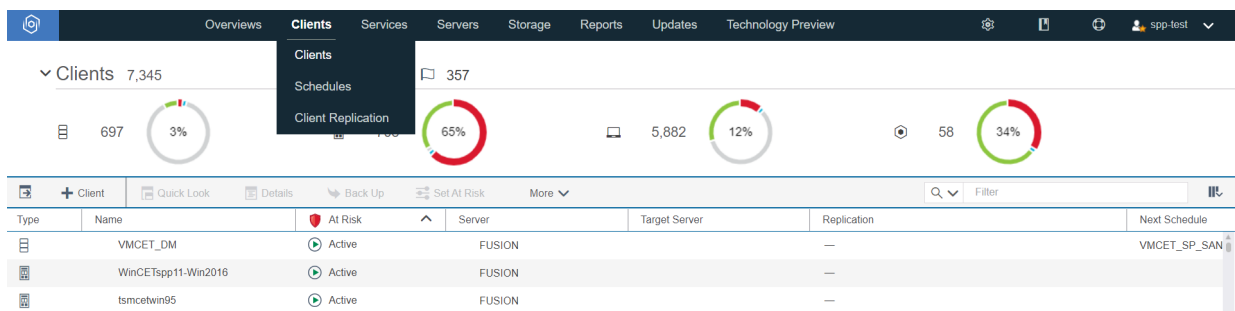 Overviews Clients Services Servers Storage Reports Updates Technology Preview spp-test
Clients
Schedules
Client Replication
Clients 7,345 357
697 3% 65% 5,882 12% 58 34%
+ Client Quick Look Details Back Up Set At Risk More Filter
Type Name At Risk Server Target Server Replication Next Schedule
VMCET_DM Active FUSION — VMCET_SP_SAN
WinCETspp11-Win2016 Active FUSION —
tsmcetwin95 Active FUSION —